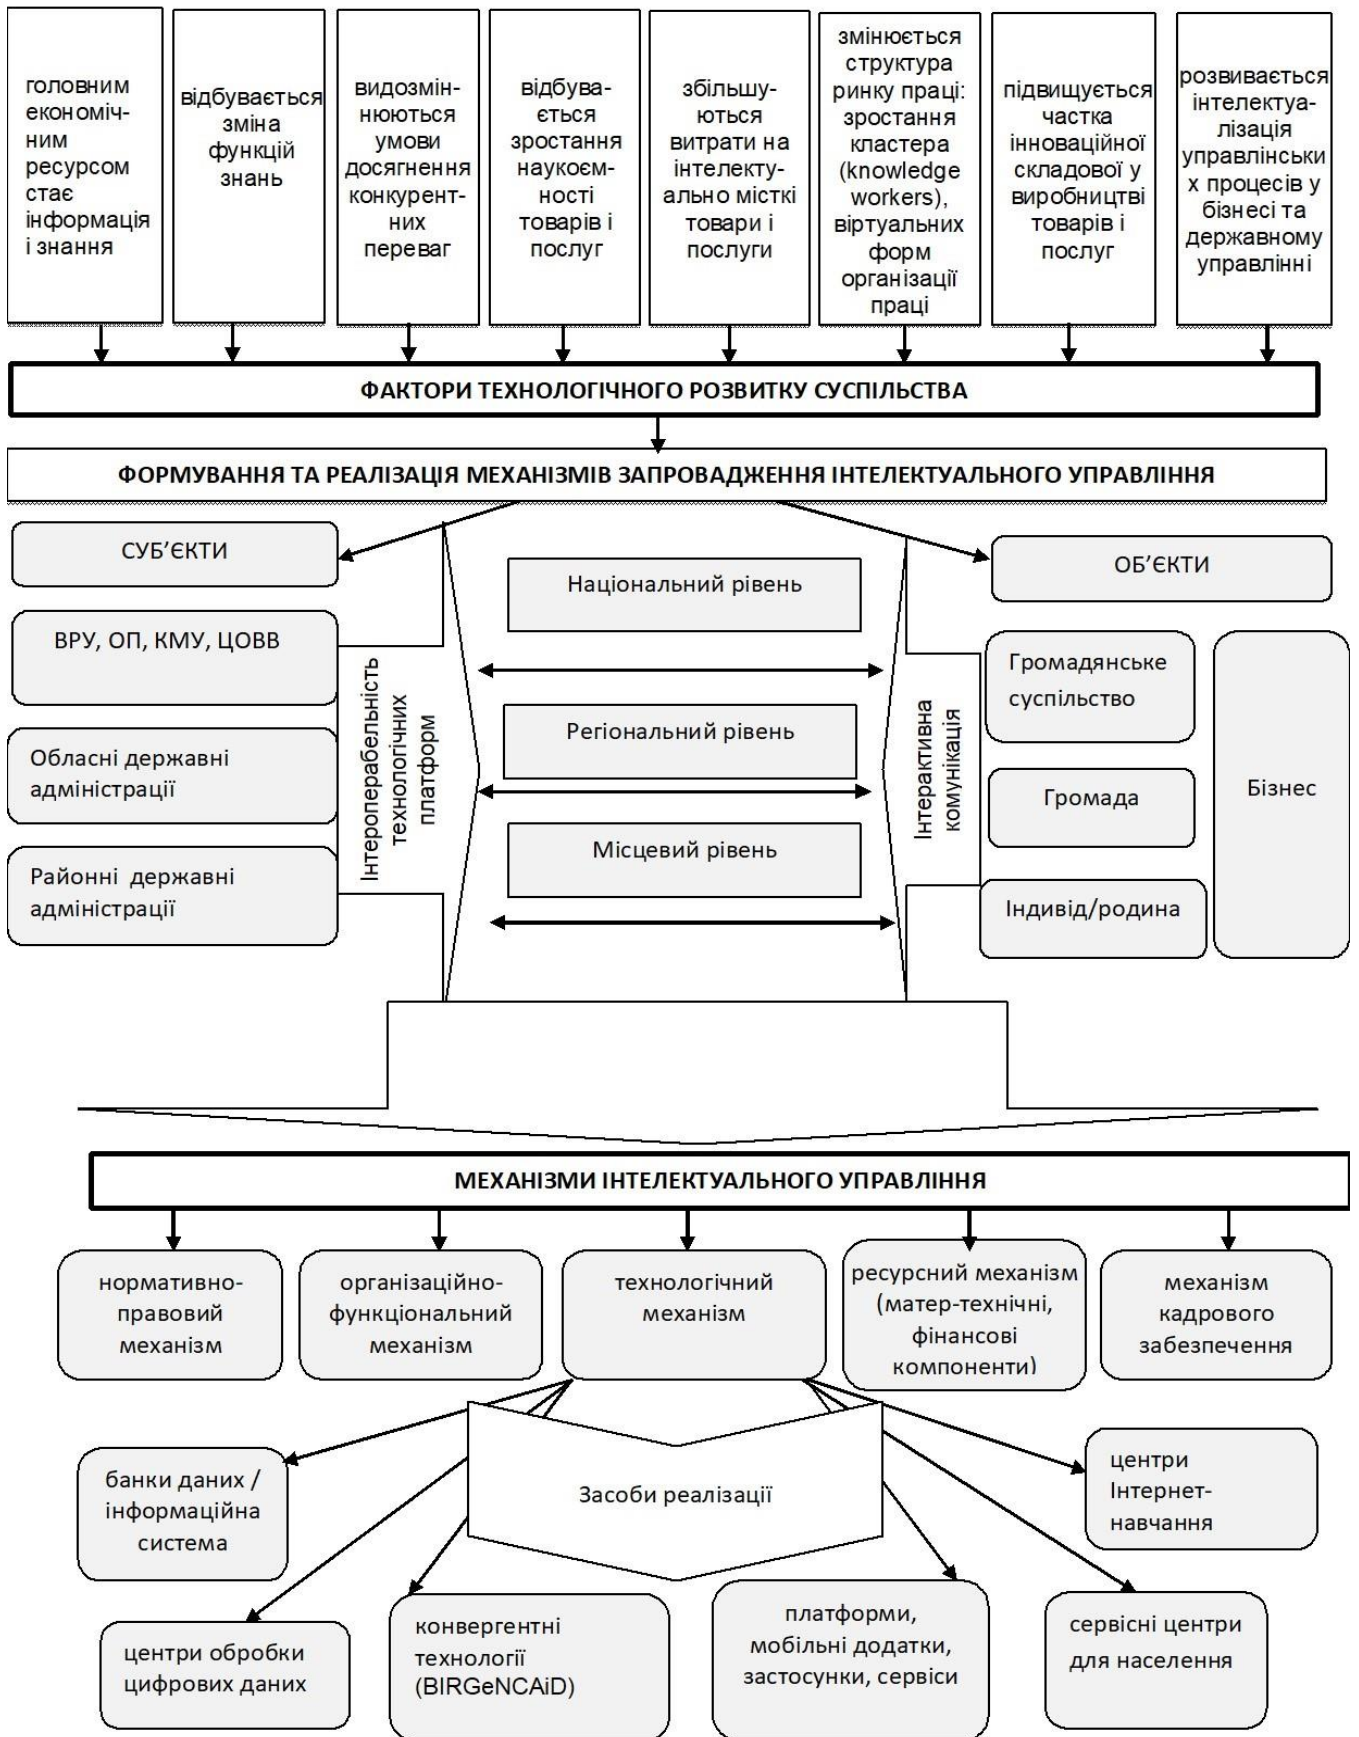 головним
економіч-
ним
ресурсом
стає
інформація
і знання
відбувається
зміна
функцій
знань
видозмін-
нюються
умови
досягнення
конкурент-
них
переваг
відбува-
ється
зростання
наукоєм-
ності
товарів і
послуг
збільшу-
ються
витрати на
інтелекту-
ально місткі
товари і
послуги
змінюється
структура
ринку праці:
зростання
кластера
(knowledge
workers),
віртуальних
форм
організації
праці
підвищується
частка
інноваційної
складової у
виробництві
товарів і
послуг
розвивається
інтелектуа-
лізація
управлінськи
х процесів у
бізнесі та
державному
управлінні
ФАКТОРИ ТЕХНОЛОГІЧНОГО РОЗВИТКУ СУСПІЛЬСТВА
ФОРМУВАННЯ ТА РЕАЛІЗАЦІЯ МЕХАНІЗМІВ ЗАПРОВАДЖЕННЯ ІНТЕЛЕКТУАЛЬНОГО УПРАВЛІННЯ
СУБ’ЄКТИ
ВРУ, ОП, КМУ, ЦОВВ
Обласні державні
адміністрації
Районні державні
адміністрації
Інтероперабельність
технологічних
платформ
Національний рівень
Регіональний рівень
Місцевий рівень
Інтерактивна
комунікація
ОБ’ЄКТИ
Громадянське
суспільство
Громада
Індивід/родина
Бізнес
МЕХАНІЗМИ ІНТЕЛЕКТУАЛЬНОГО УПРАВЛІННЯ
нормативно-
правовий
механізм
організаційно-
функціональний
механізм
технологічний
механізм
ресурсний механізм
(матер-технічні,
фінансові
компоненти)
механізм
кадрового
забезпечення
Засоби реалізації
банки даних /
інформаційна
система
центри
Інтернет-
навчання
центри обробки
цифрових даних
конвергентні
технології
(BIRGeNCAiD)
платформи,
мобільні додатки,
застосунки, сервіси
сервісні центри
для населення